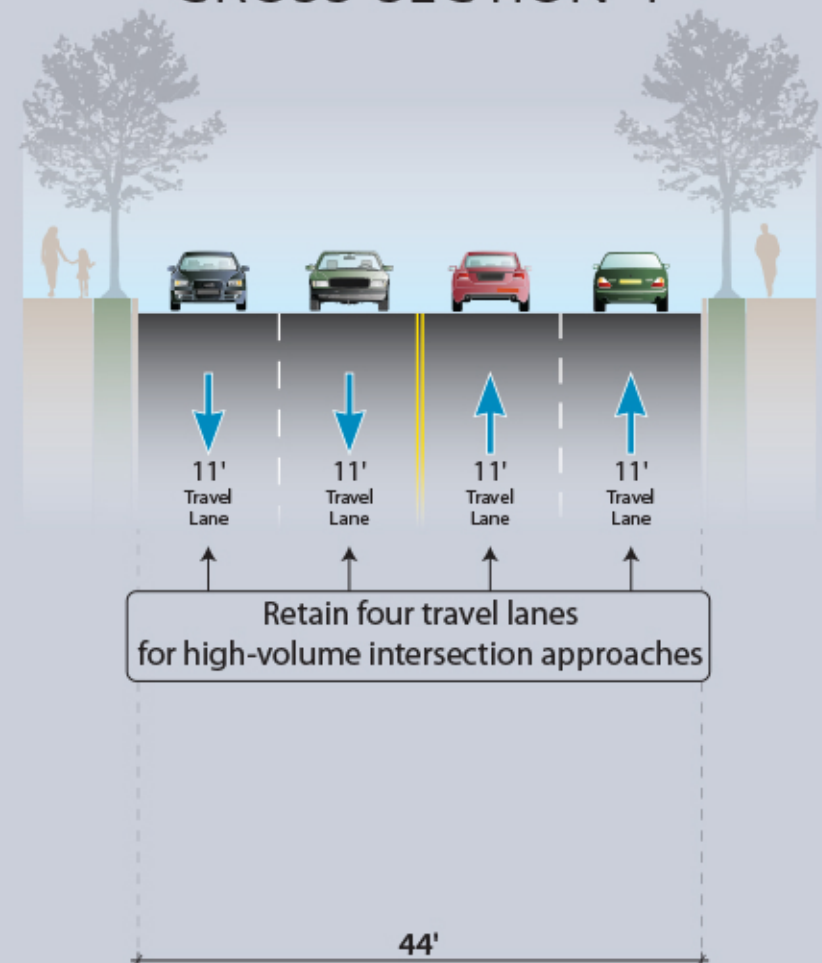 11'
Travel
Lane
11'
Travel
Lane
11'
Travel
Lane
11'
Travel
Lane
Retain four travel lanes
for high-volume intersection approaches
44'